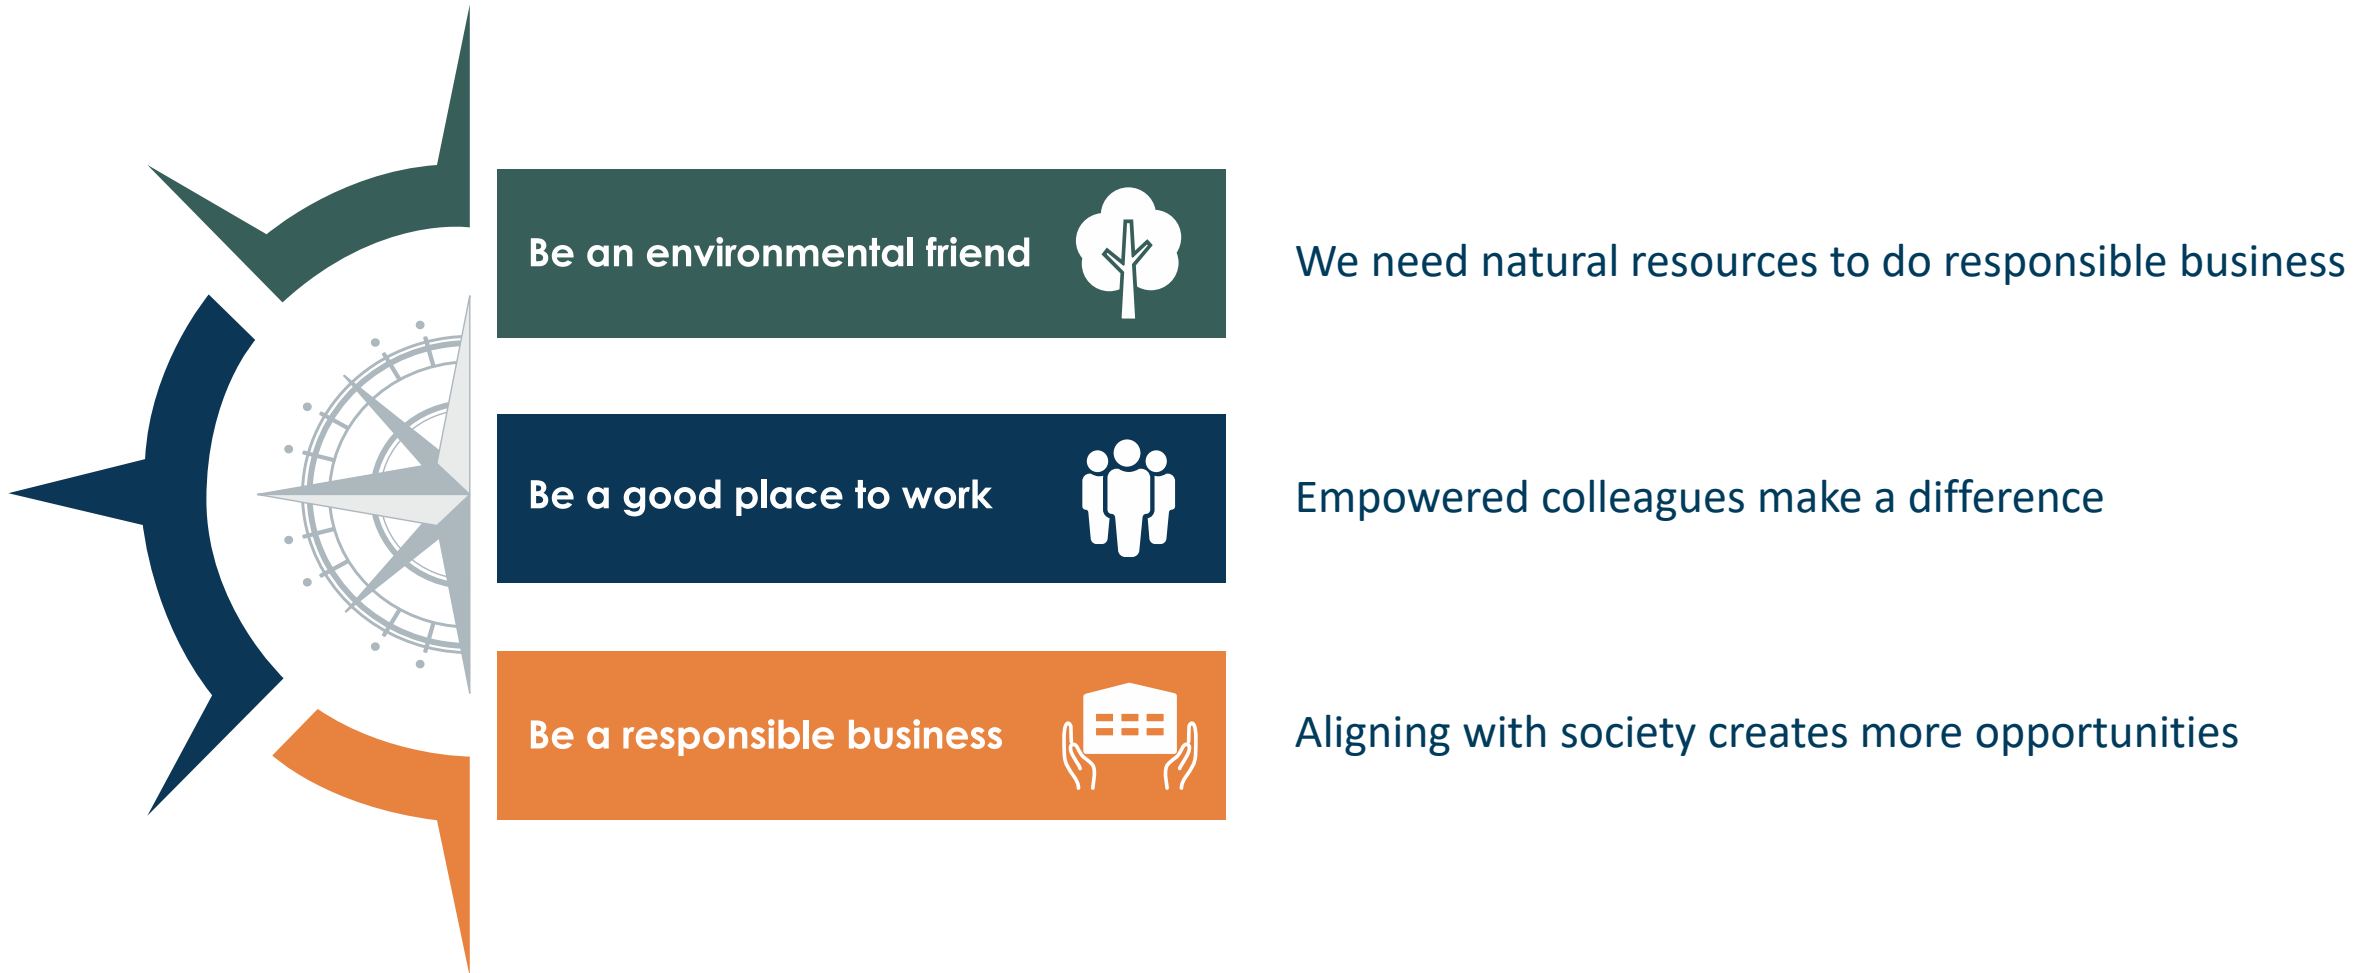 Be an environmental friend
We need natural resources to do responsible business
Be a good place to work
Empowered colleagues make a difference
Be a responsible business
Aligning with society creates more opportunities